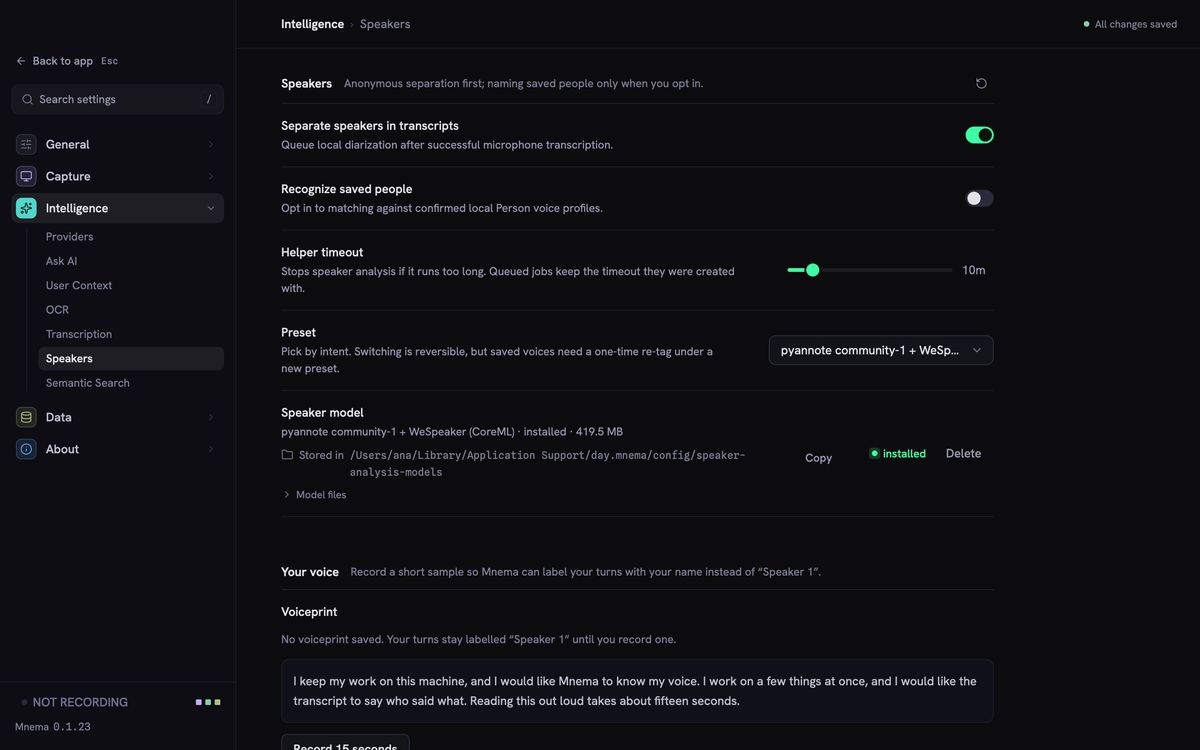 Intelligence › Speakers
All changes saved
← Back to app Esc
Search settings /
General
Capture
Intelligence
Providers
Ask AI
User Context
OCR
Transcription
Speakers
Semantic Search
Data
About
NOT RECORDING
Mnema 0.1.23
Speakers Anonymous separation first; naming saved people only when you opt in.
Separate speakers in transcripts
Queue local diarization after successful microphone transcription.
Recognize saved people
Opt in to matching against confirmed local Person voice profiles.
Helper timeout
Stops speaker analysis if it runs too long. Queued jobs keep the timeout they were created
with.
10m
Preset
Pick by intent. Switching is reversible, but saved voices need a one-time re-tag under a
new preset.
pyannote community-1 + WeSp...
Speaker model
pyannote community-1 + WeSpeaker (CoreML) · installed · 419.5 MB
Stored in /Users/ana/Library/Application Support/day.mnema/config/speaker-
analysis-models
Copy
installed
Delete
Model files
Your voice Record a short sample so Mnema can label your turns with your name instead of “Speaker 1”.
Voiceprint
No voiceprint saved. Your turns stay labelled “Speaker 1” until you record one.
I keep my work on this machine, and I would like Mnema to know my voice. I work on a few things at once, and I would like the
transcript to say who said what. Reading this out loud takes about fifteen seconds.
Record 15 seconds